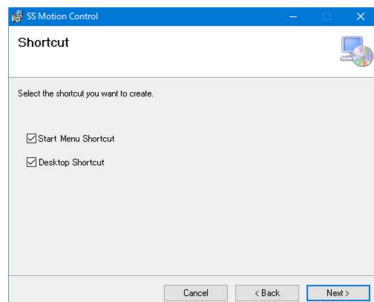 SS Motion Control
Shortcut
Select the shortcut you want to create.
Start Menu Shortcut
Desktop Shortcut
Cancel
< Back
Next >